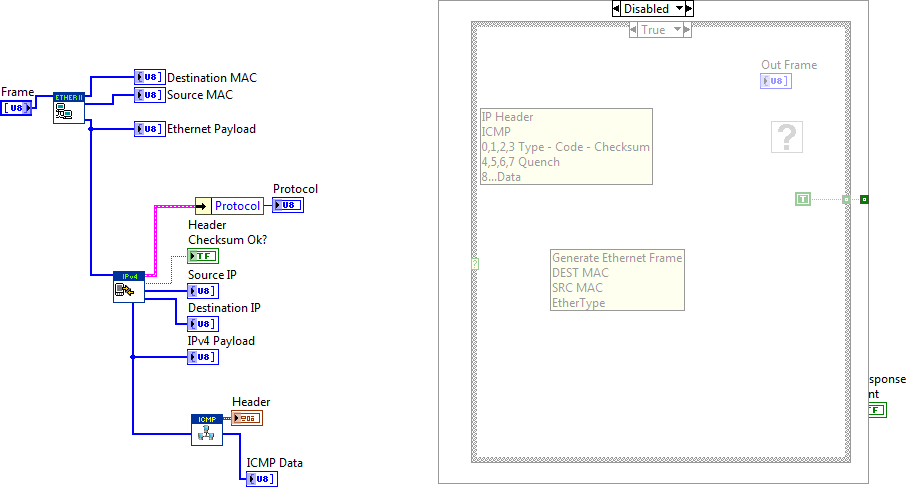 Frame
[U8]
ETHER II
U8]
Destination MAC
U8]
Source MAC
U8]
Ethernet Payload
Protocol
Protocol
U8
Header
Checksum Ok?
TF
IPv4
Source IP
U8]
Destination IP
U8]
IPv4 Payload
U8]
Header
ICMP
ICMP Data
U8]
Disabled
True
Out Frame
U8]
?
IP Header
ICMP
0,1,2,3 Type - Code - Checksum
4,5,6,7 Quench
8...Data
T
?
Generate Ethernet Frame
DEST MAC
SRC MAC
EtherType
sponse
nt
TF